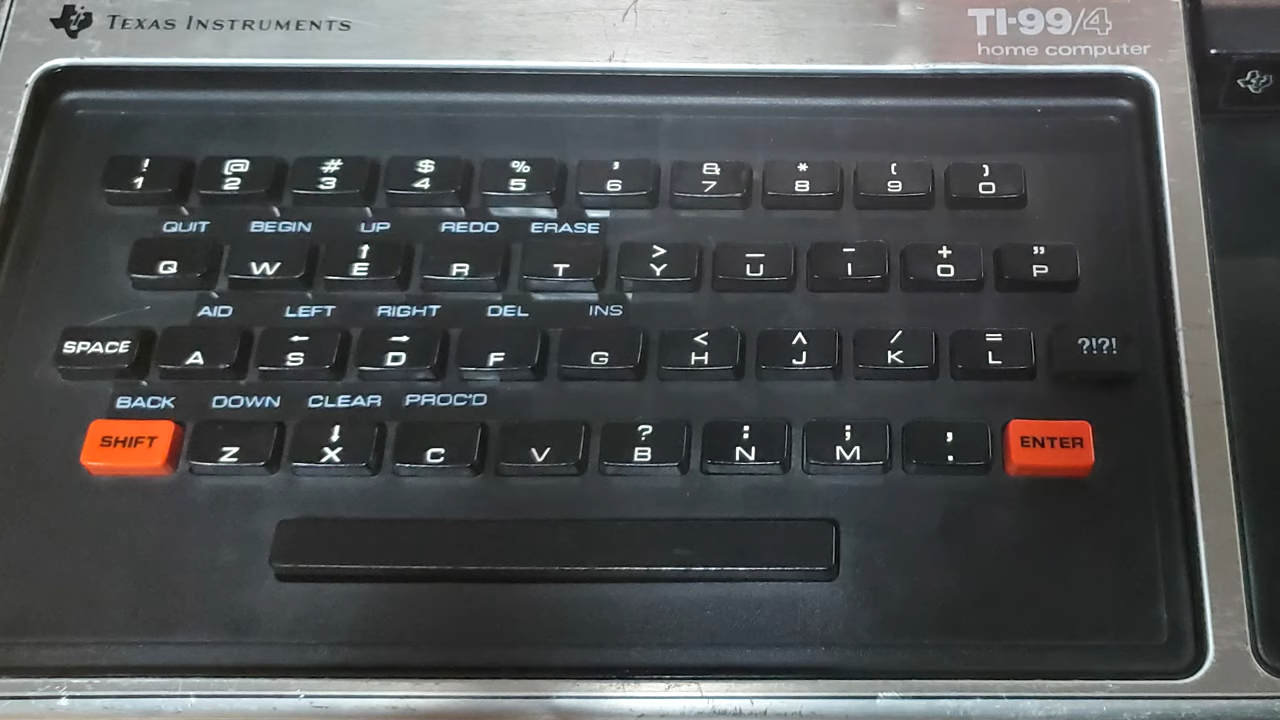 TEXAS INSTRUMENTS
TI-99/4
home computer
! @ # $ % ' & * ( )
1 2 3 4 5 6 7 8 9 0
QUIT BEGIN UP REDO ERASE
↑ > _ - + "
Q W E R T Y U I O P
AID LEFT RIGHT DEL INS
← → < ^ / =
SPACE A S D F G H J K L ?!?!
BACK DOWN CLEAR PROC'D
↓ ? : ; ,
SHIFT Z X C V B N M . ENTER